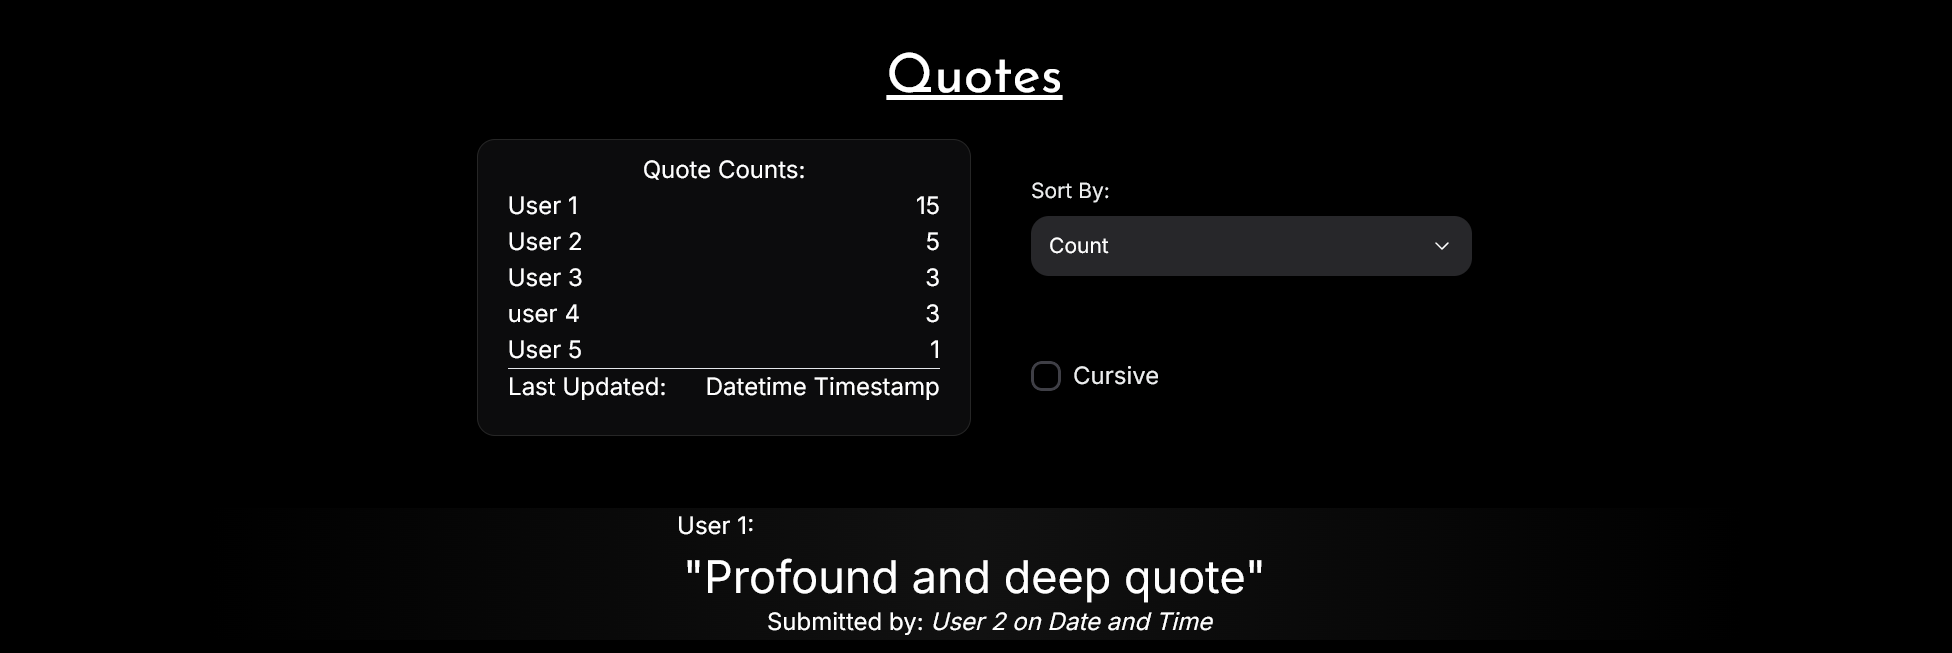 Quotes
Quote Counts:
User 1 15
User 2 5
User 3 3
user 4 3
User 5 1
Last Updated: Datetime Timestamp
Sort By:
Count
Cursive
User 1:
"Profound and deep quote"
Submitted by: User 2 on Date and Time